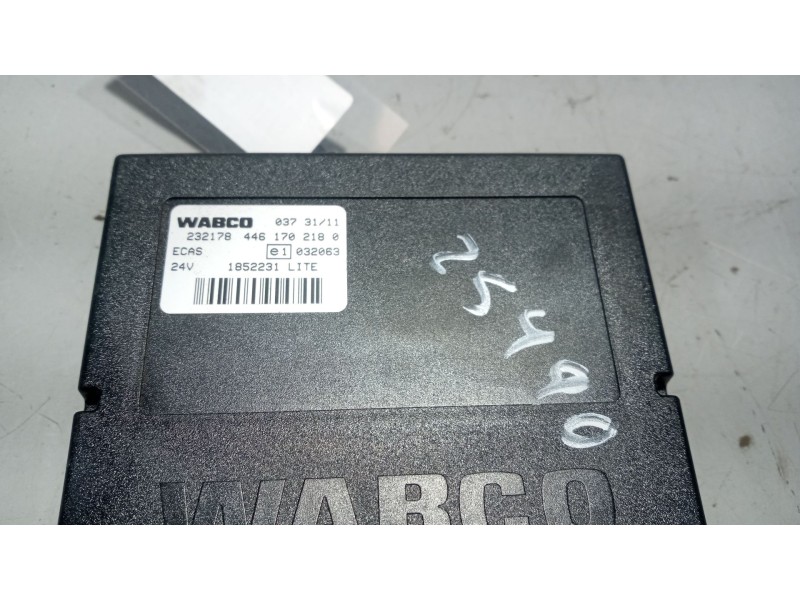 WABCO 037 31/11
232178 446 170 218 0
ECAS e1 032063
24V 1852231 LITE
25490
WABCO